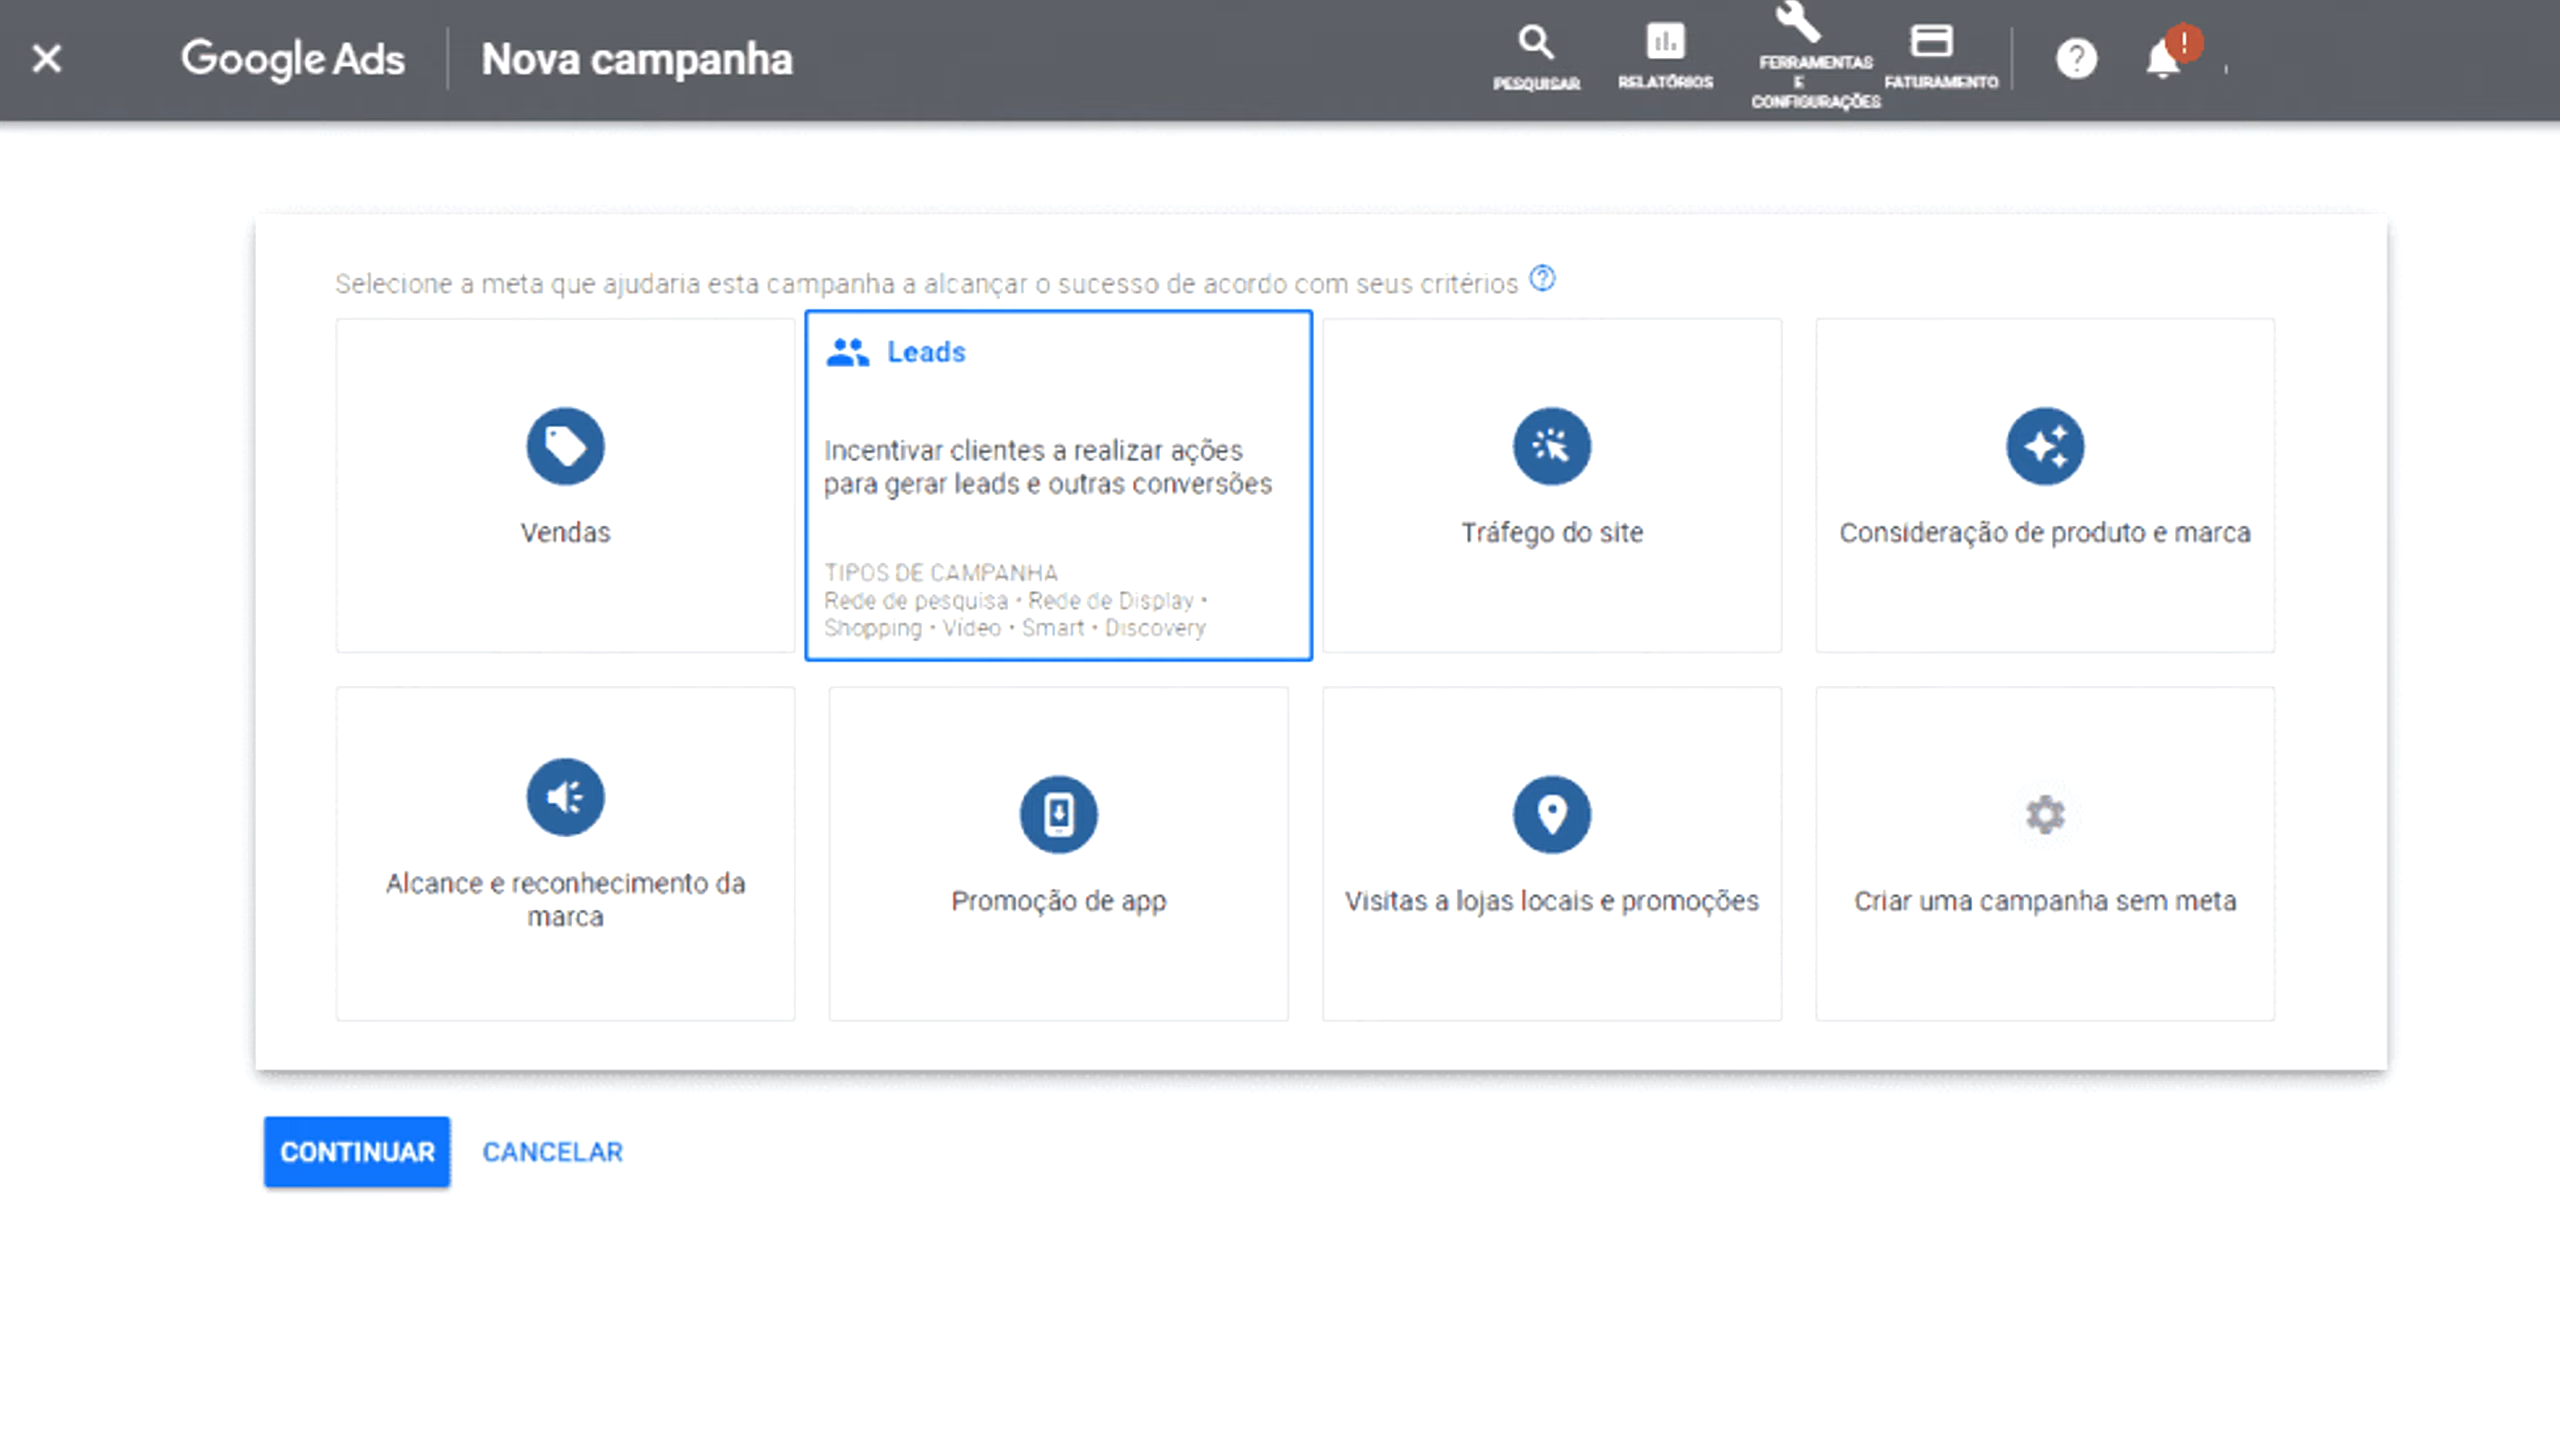 Google Ads
Nova campanha
PESQUISAR
RELATÓRIOS
FERRAMENTAS
E
CONFIGURAÇÕES
FATURAMENTO
Selecione a meta que ajudaria esta campanha a alcançar o sucesso de acordo com seus critérios
Vendas
Leads
Incentivar clientes a realizar ações
para gerar leads e outras conversões
TIPOS DE CAMPANHA
Rede de pesquisa • Rede de Display •
Shopping • Vídeo • Smart • Discovery
Tráfego do site
Consideração de produto e marca
Alcance e reconhecimento da
marca
Promoção de app
Visitas a lojas locais e promoções
Criar uma campanha sem meta
CONTINUAR
CANCELAR